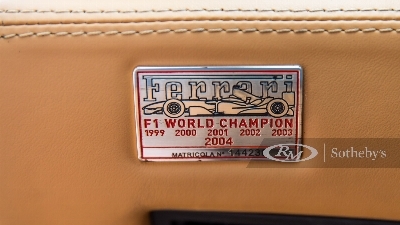 Ferrari
F1 WORLD CHAMPION
1999 2000 2001 2002 2003
2004
MATRICOLA N°
RM Sotheby's